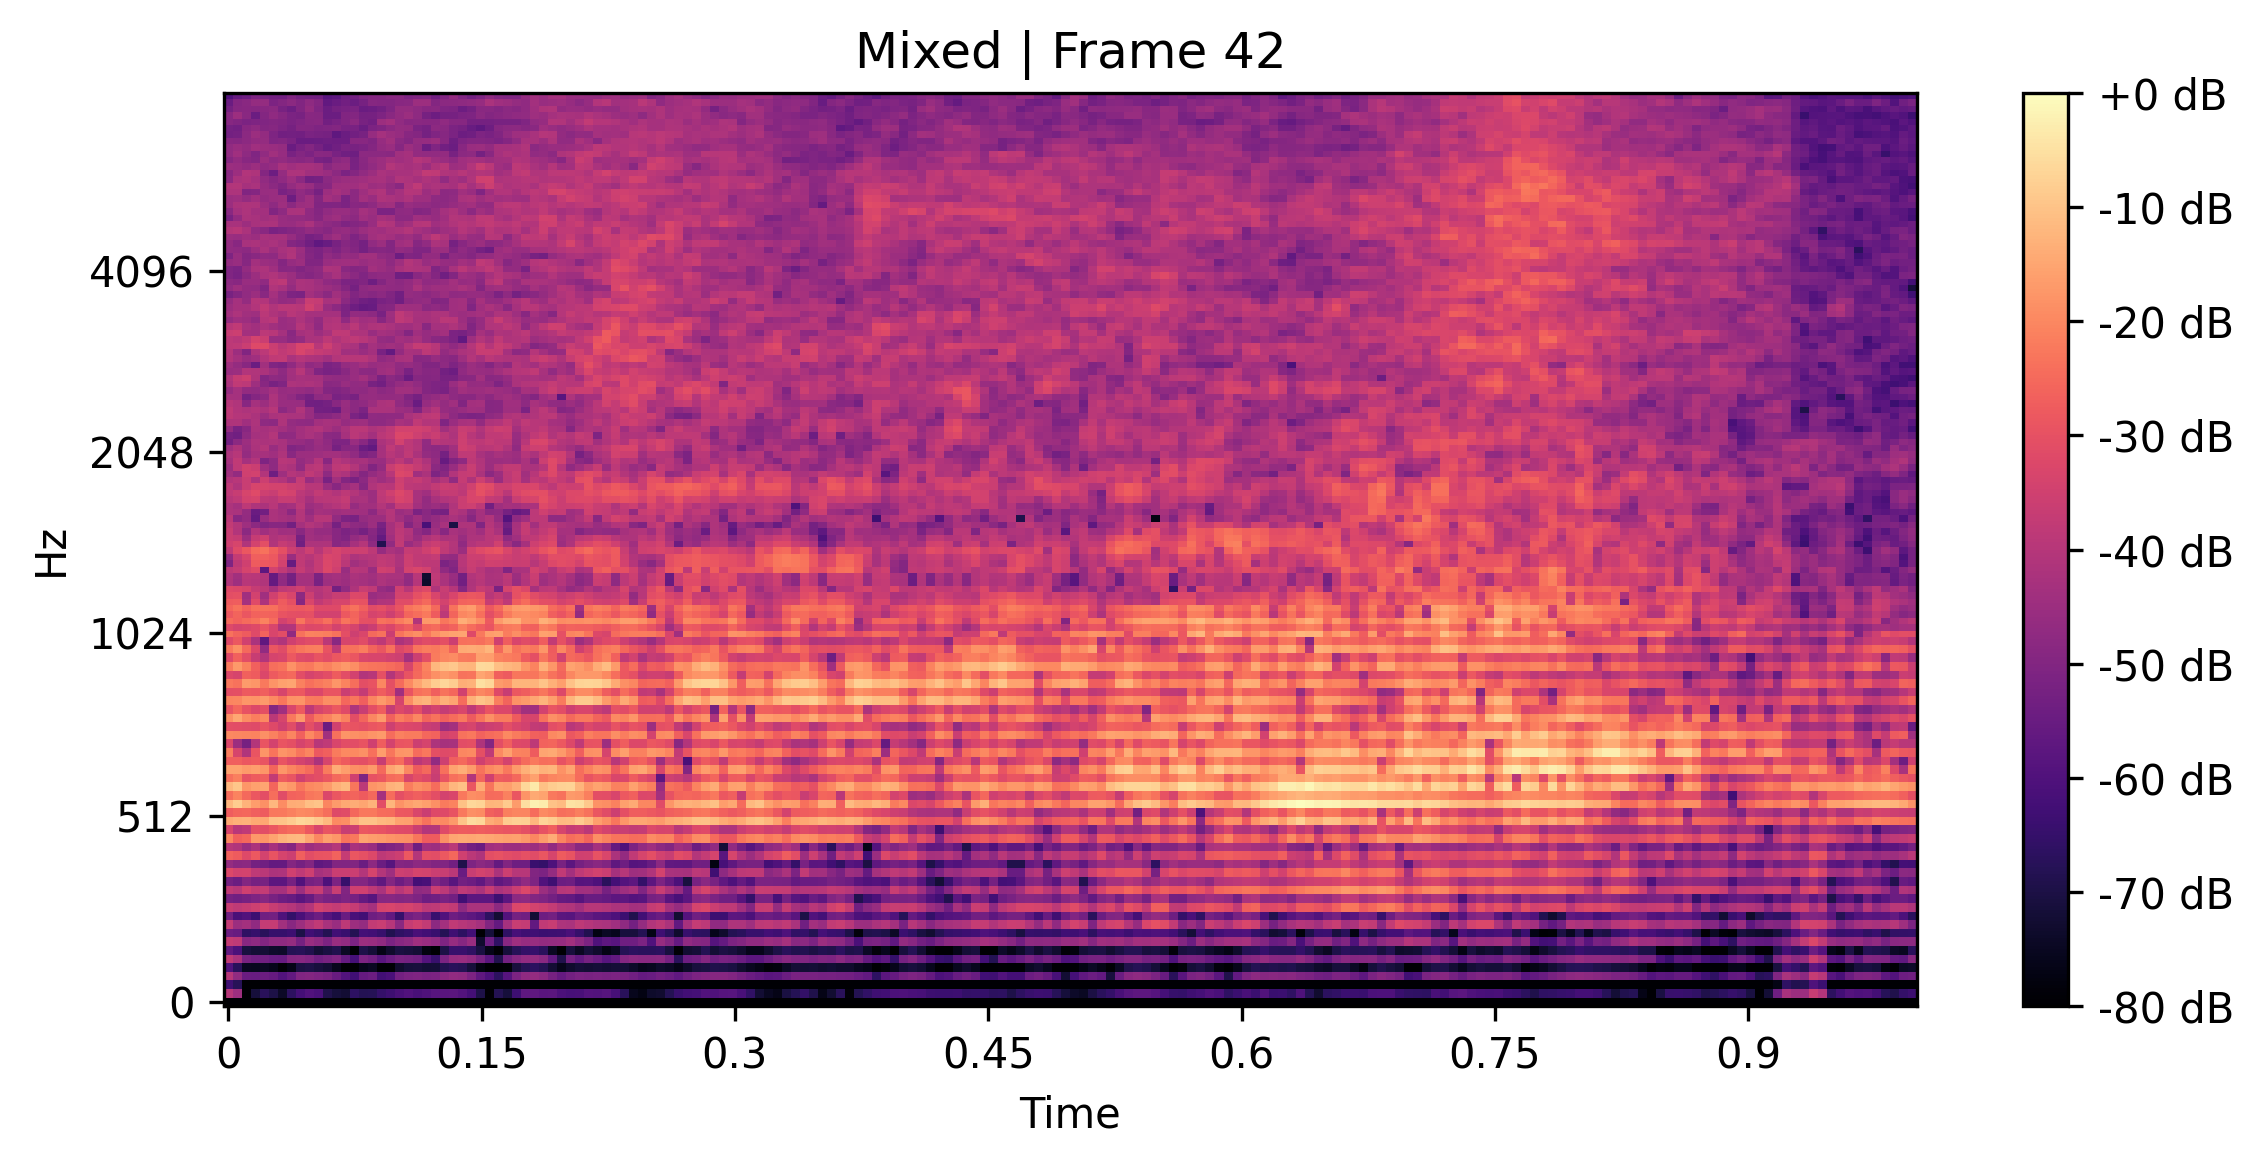 Mixed | Frame 42
Hz
4096
2048
1024
512
0
0 0.15 0.3 0.45 0.6 0.75 0.9
Time
+0 dB
-10 dB
-20 dB
-30 dB
-40 dB
-50 dB
-60 dB
-70 dB
-80 dB